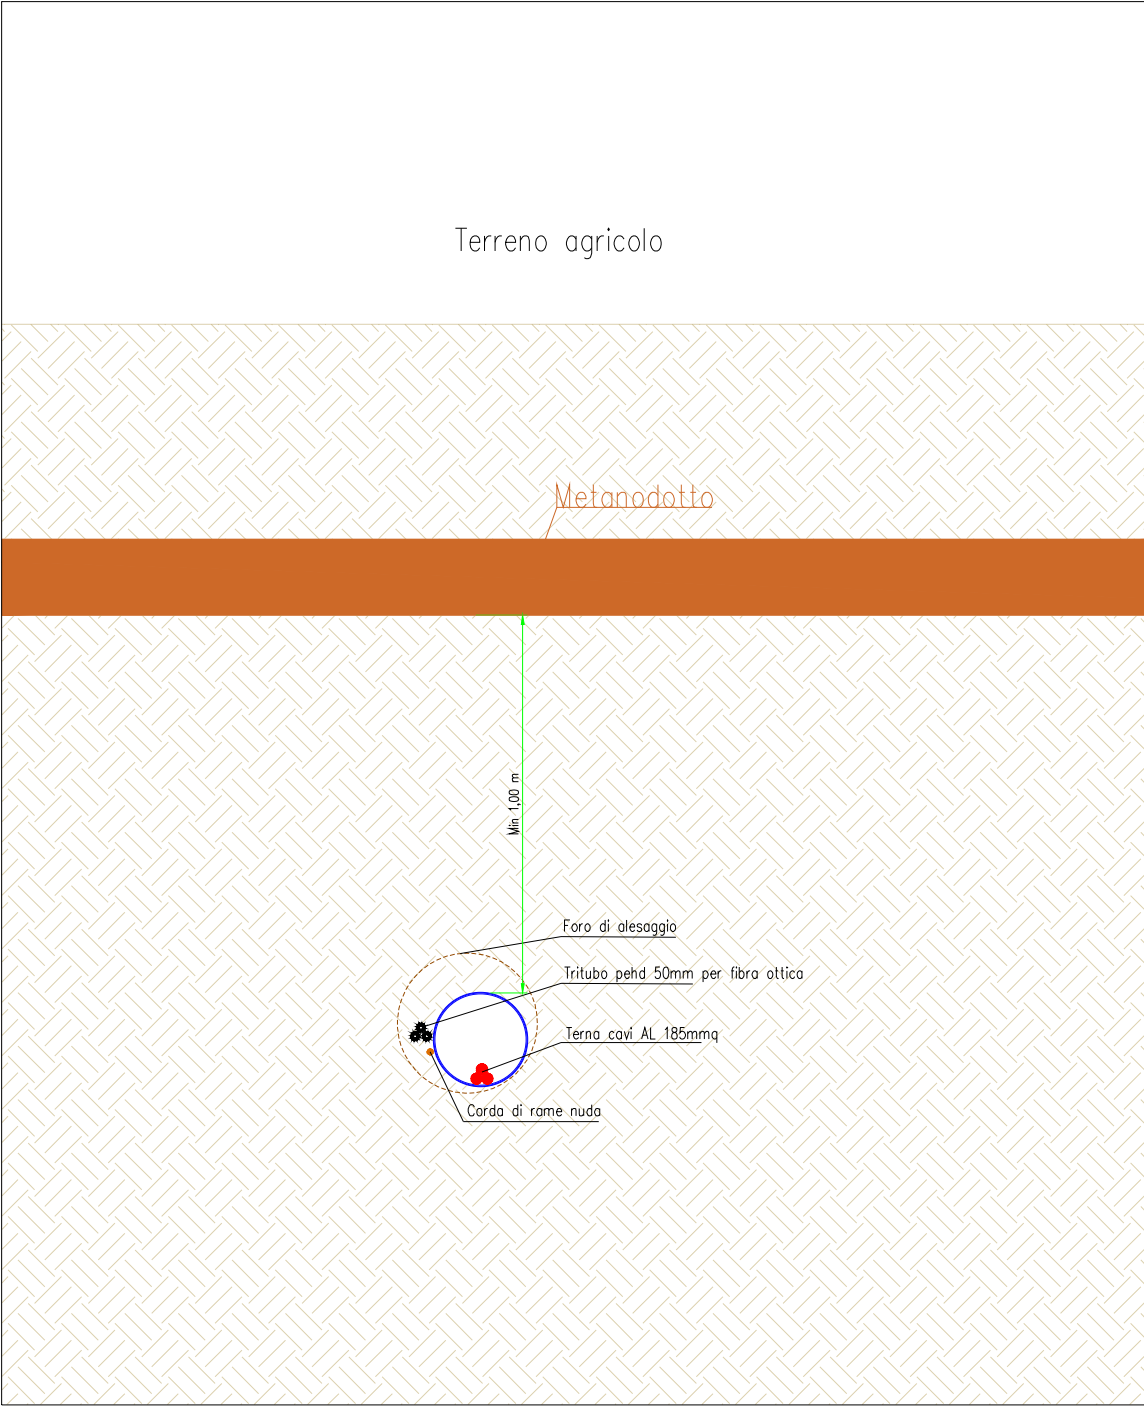 Terreno agricolo
Metanodotto
Min 1,00 m
Foro di alesaggio
Tritubo pehd 50mm per fibra ottica
Terna cavi AL 185mmq
Corda di rame nuda